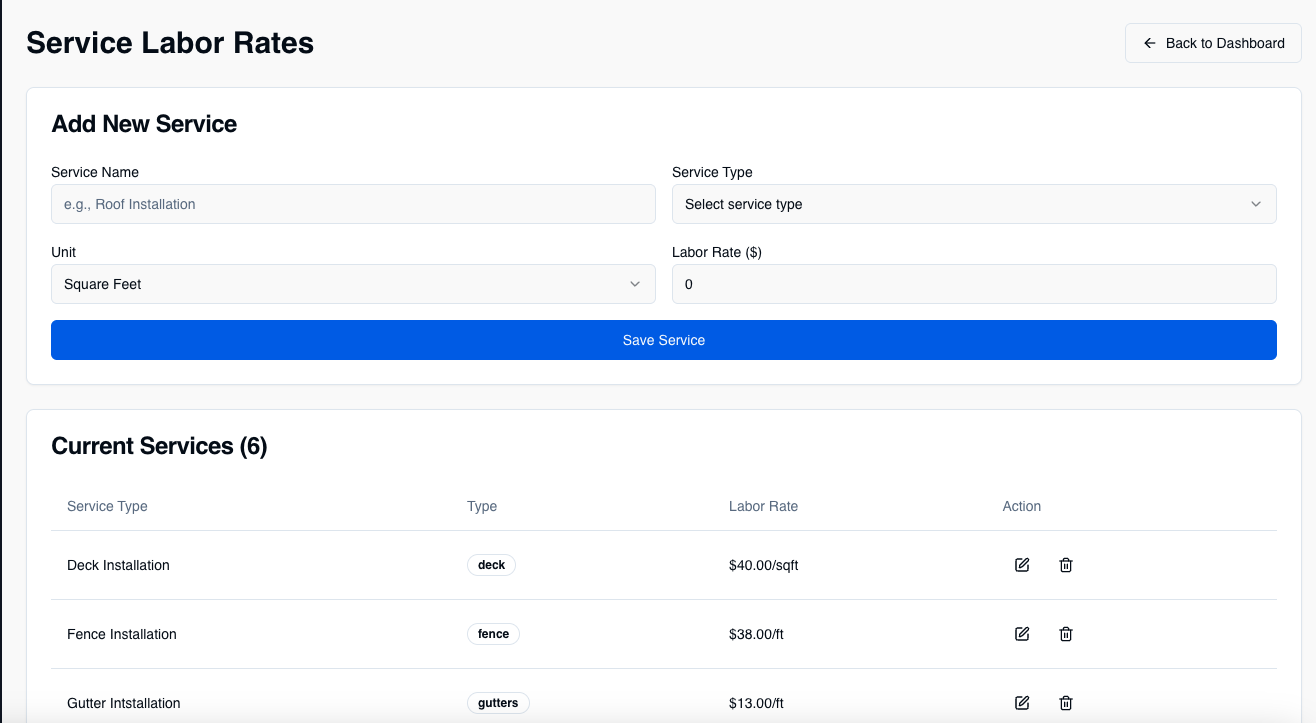 Service Labor Rates
Back to Dashboard
Add New Service
Service Name
Service Type
e.g., Roof Installation
Select service type
Unit
Labor Rate ($)
Square Feet
0
Save Service
Current Services (6)
Service Type Type Labor Rate Action
Deck Installation deck $40.00/sqft
Fence Installation fence $38.00/ft
Gutter Intstallation gutters $13.00/ft